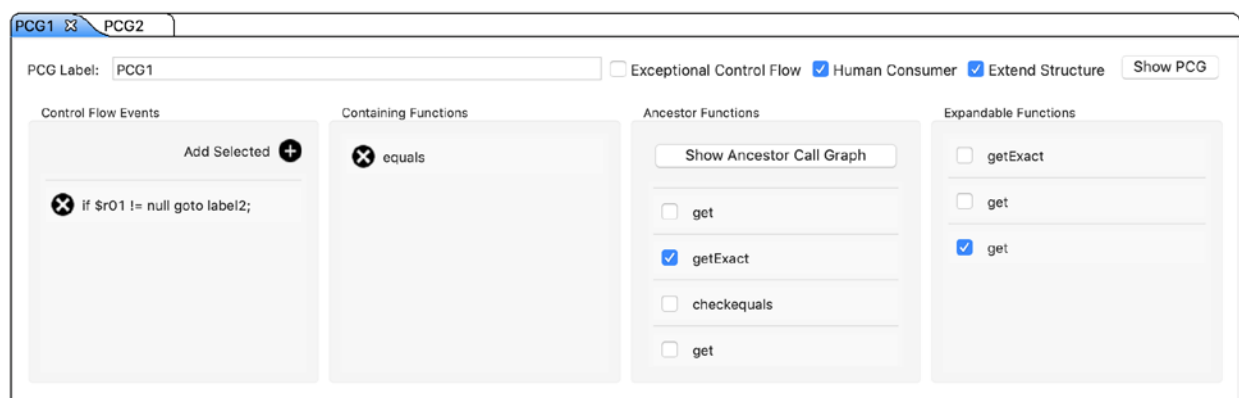 PCG1 PCG2
PCG Label: PCG1 Exceptional Control Flow Human Consumer Extend Structure Show PCG
Control Flow Events
Add Selected
if $r01 != null goto label2;
Containing Functions
equals
Ancestor Functions
Show Ancestor Call Graph
get
getExact
checkequals
get
Expandable Functions
getExact
get
get